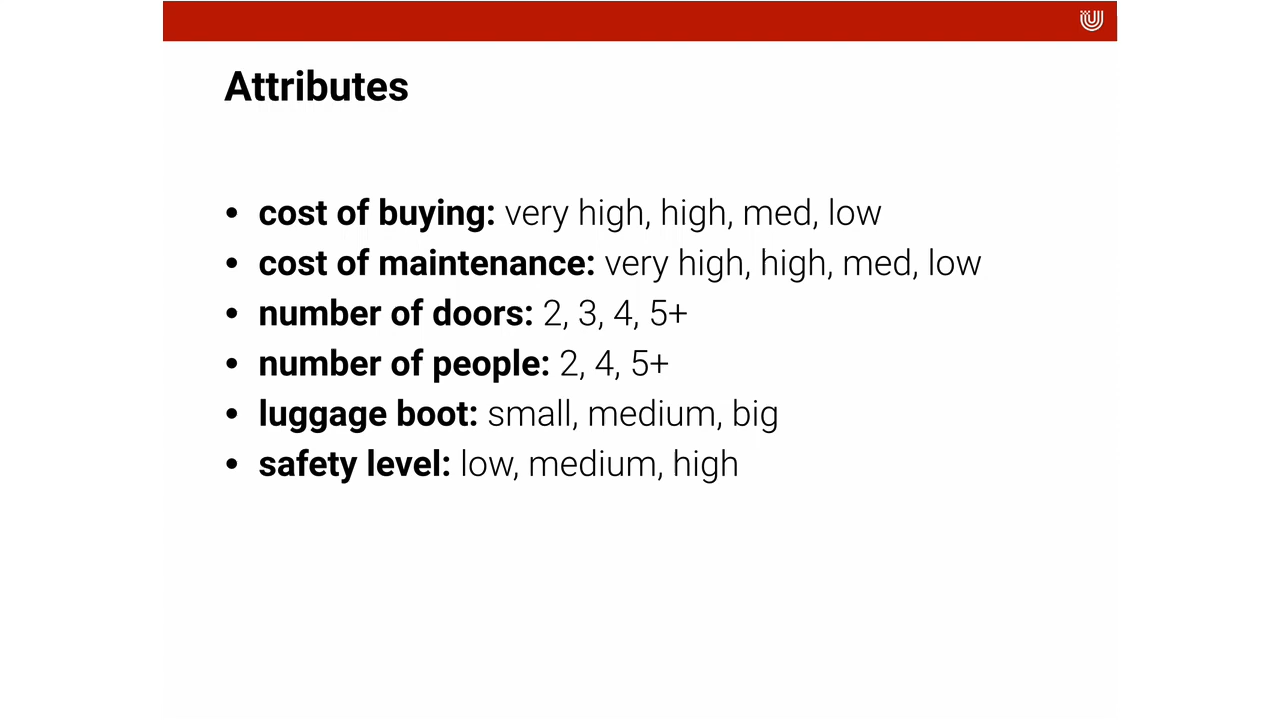 Attributes
• cost of buying: very high, high, med, low
• cost of maintenance: very high, high, med, low
• number of doors: 2, 3, 4, 5+
• number of people: 2, 4, 5+
• luggage boot: small, medium, big
• safety level: low, medium, high